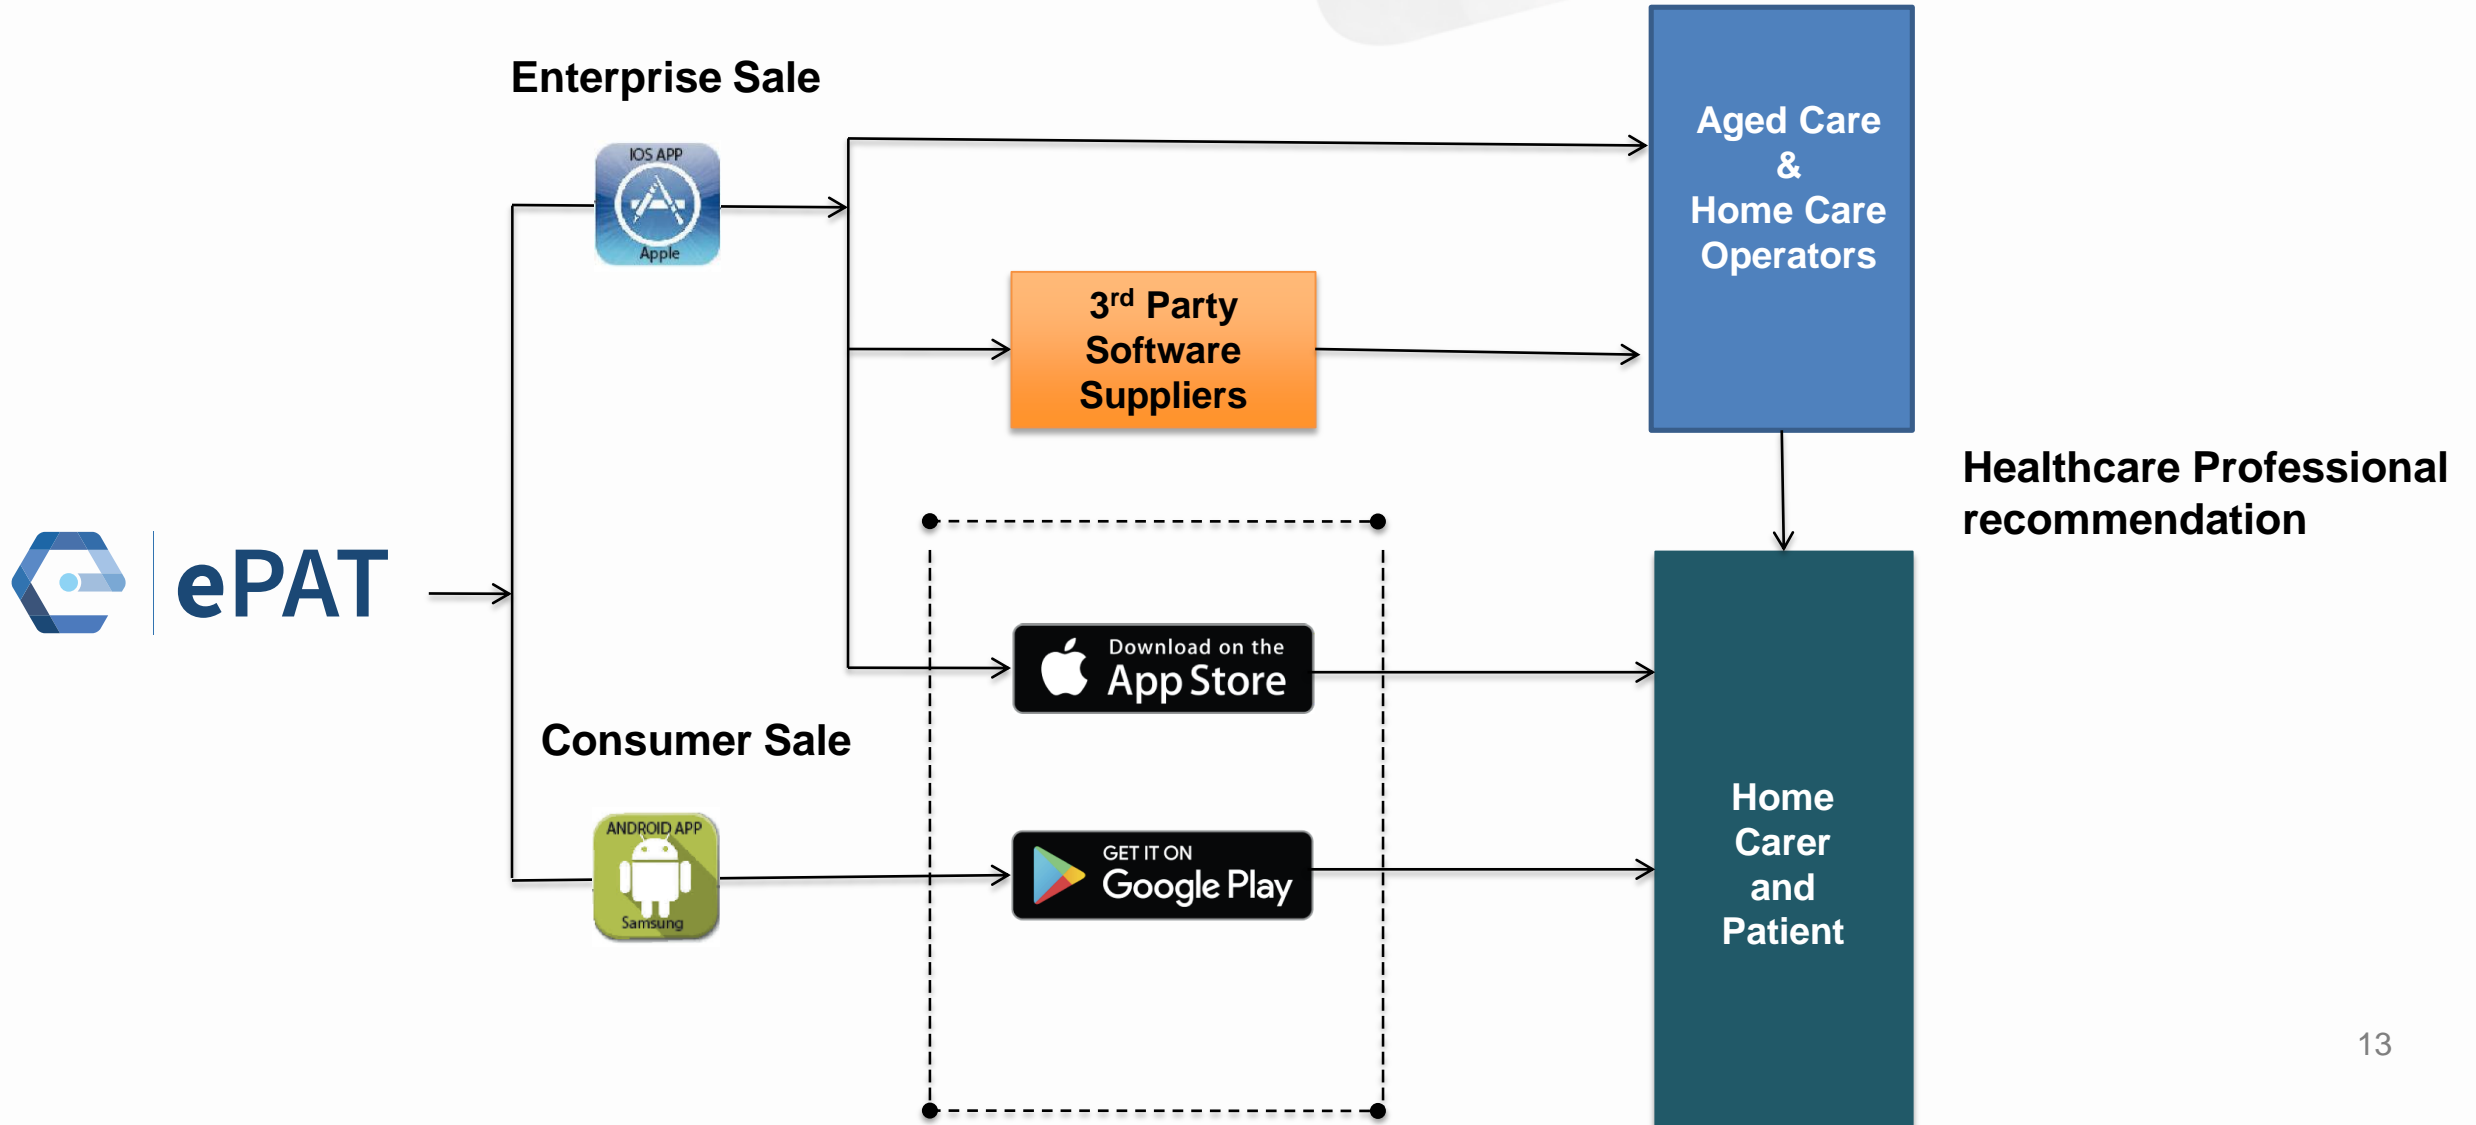 Enterprise Sale
IOS APP
Apple
Aged Care
&
Home Care
Operators
3rd Party
Software
Suppliers
Healthcare Professional
recommendation
ePAT
Download on the
App Store
Consumer Sale
ANDROID APP
Samsung
GET IT ON
Google Play
Home
Carer
and
Patient
13